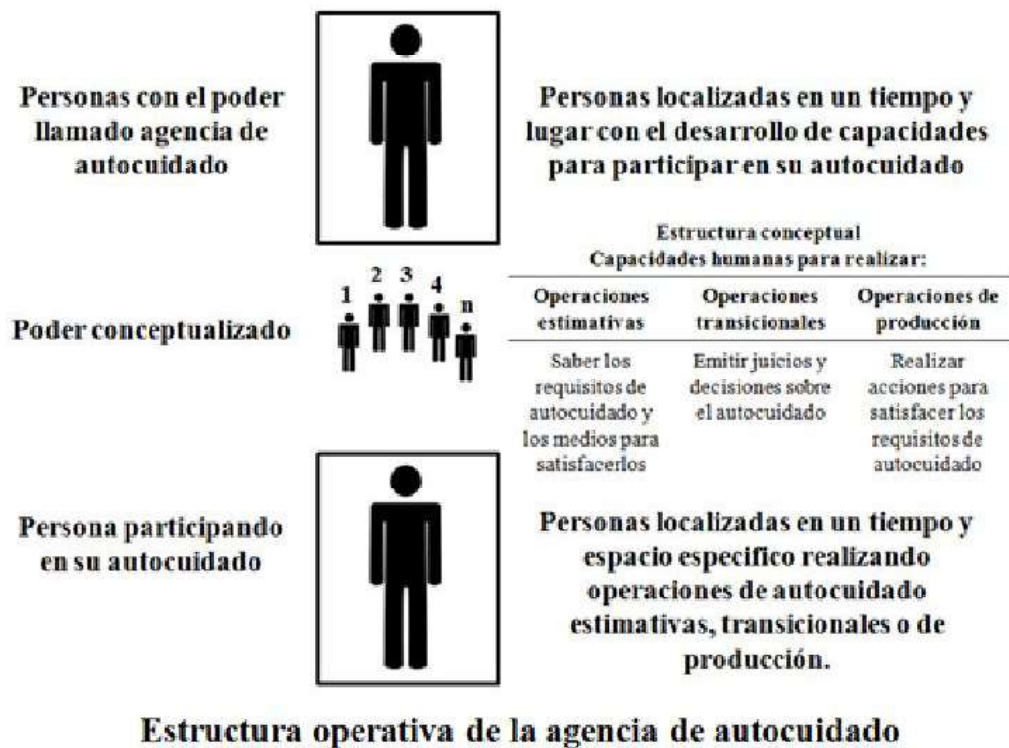 Personas con el poder
llamado agencia de
autocuidado
Personas localizadas en un tiempo y
lugar con el desarrollo de capacidades
para participar en su autocuidado
Poder conceptualizado
1 2 3 4 n
Estructura conceptual
Capacidades humanas para realizar:
Operaciones
estimativas
Operaciones
transicionales
Operaciones de
producción
Saber los
requisitos de
autocuidado y
los medios para
satisfacerlos
Emitir juicios y
decisiones sobre
el autocuidado
Realizar
acciones para
satisfacer los
requisitos de
autocuidado
Persona participando
en su autocuidado
Personas localizadas en un tiempo y
espacio especifico realizando
operaciones de autocuidado
estimativas, transicionales o de
producción.
Estructura operativa de la agencia de autocuidado